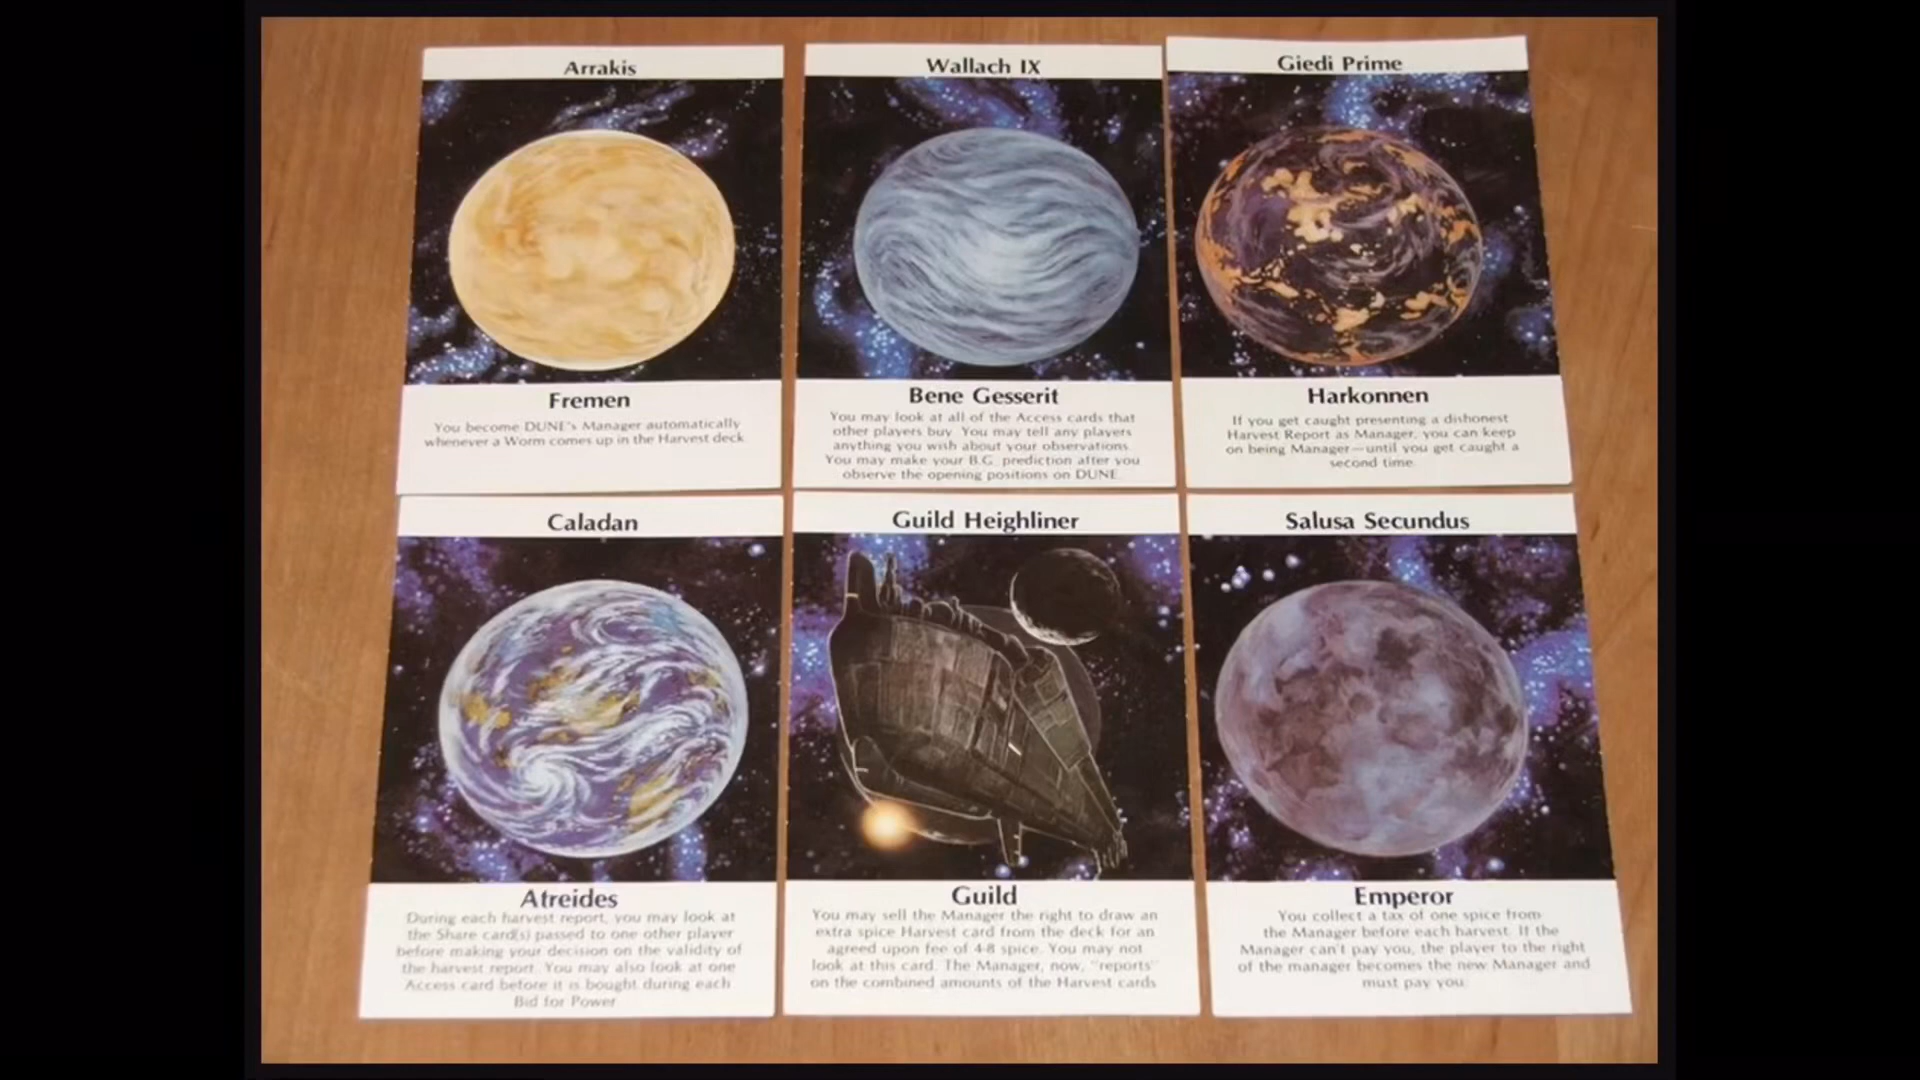 Arrakis
Fremen
You become DUNE's Manager automatically
whenever a Worm comes up in the Harvest deck
Wallach IX
Bene Gesserit
You may look at all of the Access cards that
other players buy. You may tell any players
anything you wish about your observations.
You may make your B.G. prediction after you
observe the opening positions on DUNE.
Giedi Prime
Harkonnen
If you get caught presenting a dishonest
Harvest Report as Manager, you can keep
on being Manager—until you get caught a
second time.
Caladan
Atreides
During each harvest report, you may look at
the Share card(s) passed to one other player
before making your decision on the validity of
the harvest report. You may also look at one
Access card before it is bought during each
Bid for Power
Guild Heighliner
Guild
You may sell the Manager the right to draw an
extra spice Harvest card from the deck for an
agreed upon fee of 4-8 spice. You may not
look at this card. The Manager, now, "reports"
on the combined amounts of the Harvest cards
Salusa Secundus
Emperor
You collect a tax of one spice from
the Manager before each harvest. If the
Manager can't pay you, the player to the right
of the manager becomes the new Manager and
must pay you.